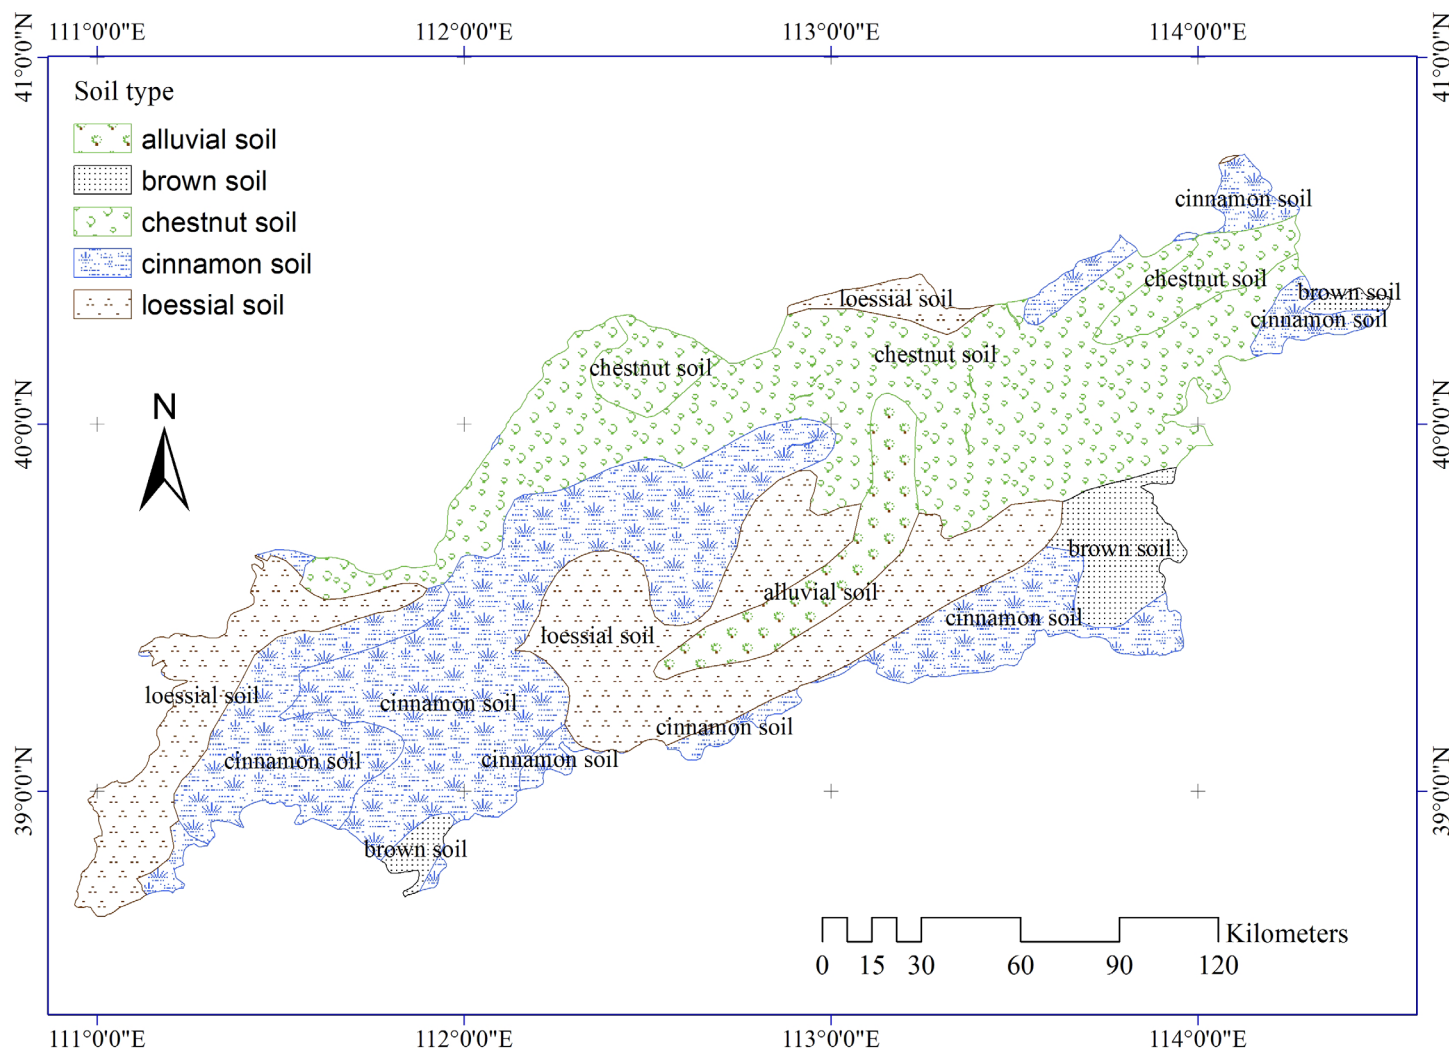 111°0'0"E 112°0'0"E 113°0'0"E 114°0'0"E
41°0'0"N 41°0'0"N
Soil type
alluvial soil
brown soil
chestnut soil
cinnamon soil
loessial soil
cinnamon soil
chestnut soil
brown soil
loessial soil
cinnamon soil
chestnut soil
chestnut soil
N
40°0'0"N 40°0'0"N
brown soil
alluvial soil
cinnamon soil
loessial soil
loessial soil
cinnamon soil
cinnamon soil
cinnamon soil
cinnamon soil
39°0'0"N 39°0'0"N
brown soil
Kilometers
0 15 30 60 90 120
111°0'0"E 112°0'0"E 113°0'0"E 114°0'0"E